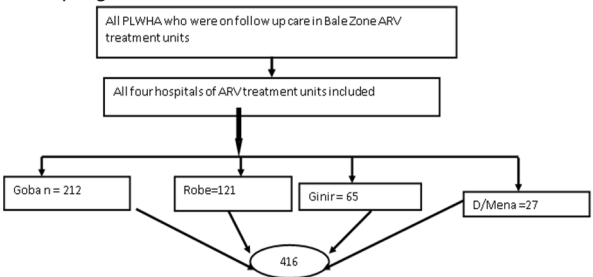 All PLWHA who were on follow up care in Bale Zone ARV
treatment units
All four hospitals of ARV treatment units included
Goba n = 212
Robe=121
Ginir= 65
D/Mena =27
416